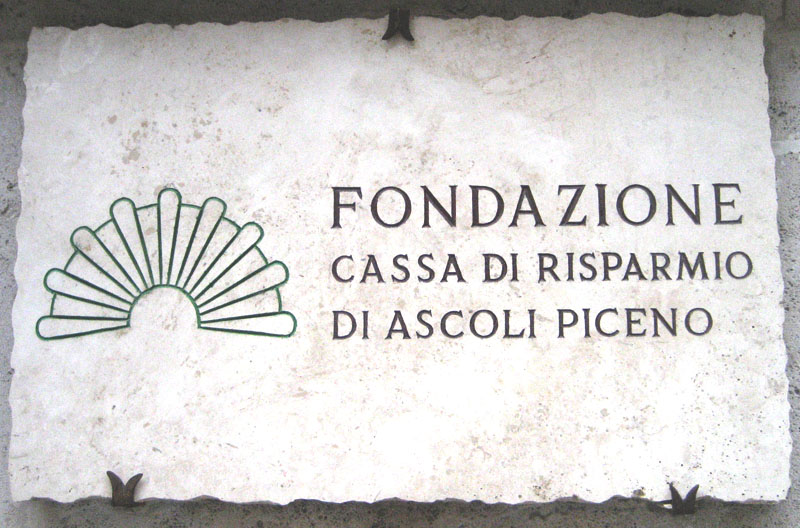 FONDAZIONE
CASSA DI RISPARMIO
DI ASCOLI PICENO